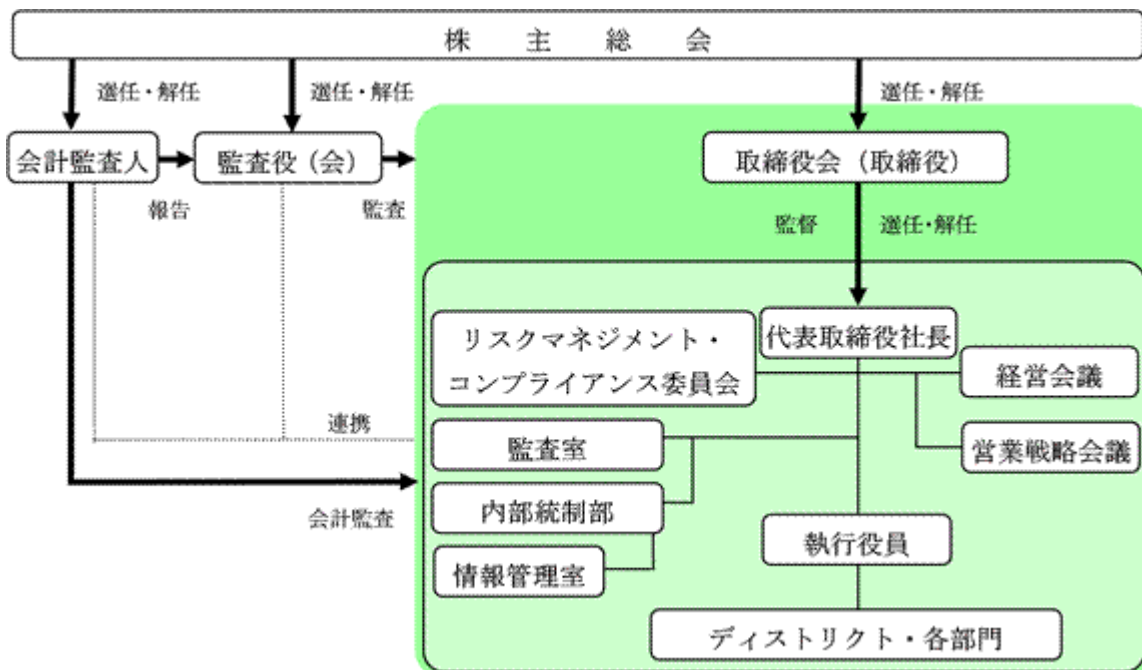 株主総会
選任・解任
選任・解任
選任・解任
会計監査人
監査役（会）
取締役会（取締役）
報告
監査
監督
選任・解任
代表取締役社長
リスクマネジメント・
コンプライアンス委員会
経営会議
連携
監査室
営業戦略会議
内部統制部
会計監査
執行役員
情報管理室
ディストリクト・各部門